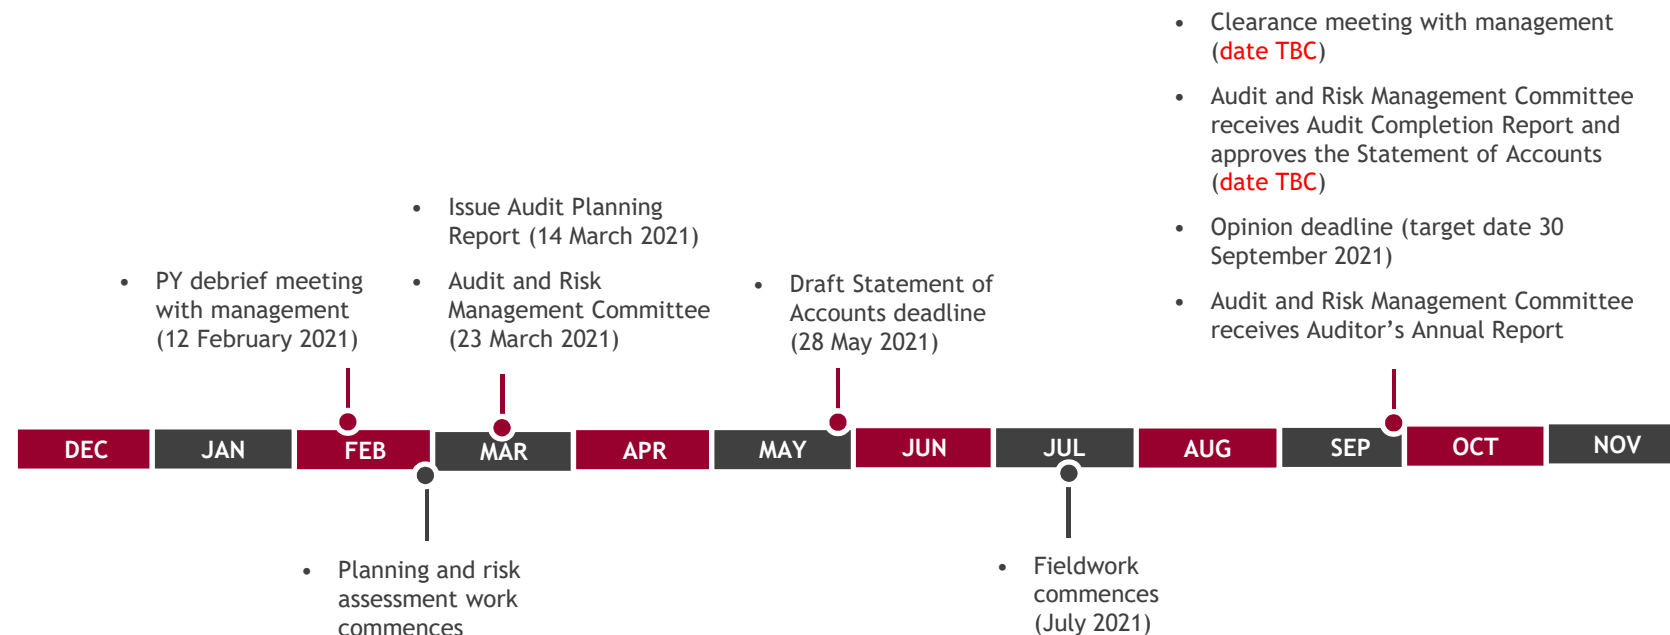 • Clearance meeting with management
(date TBC)
• Audit and Risk Management Committee
receives Audit Completion Report and
approves the Statement of Accounts
(date TBC)
• Opinion deadline (target date 30
September 2021)
• Audit and Risk Management Committee
receives Auditor’s Annual Report
• Issue Audit Planning
Report (14 March 2021)
• Audit and Risk
Management Committee
(23 March 2021)
• PY debrief meeting
with management
(12 February 2021)
• Draft Statement of
Accounts deadline
(28 May 2021)
DEC JAN FEB MAR APR MAY JUN JUL AUG SEP OCT NOV
• Planning and risk
assessment work
commences
• Fieldwork
commences
(July 2021)